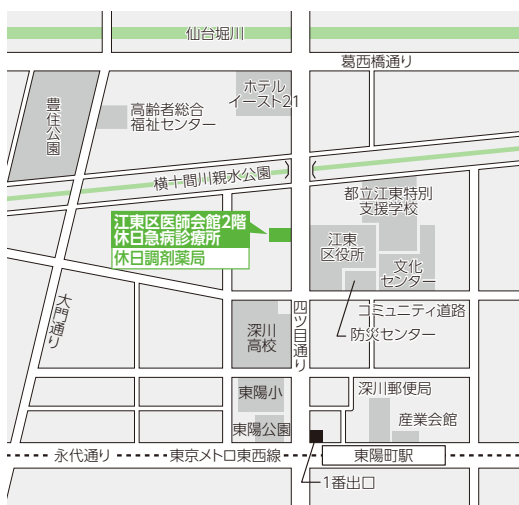 仙台堀川
葛西橋通り
ホテル
イースト21
豊住公園
高齢者総合
福祉センター
横十間川親水公園
都立江東特別
支援学校
江東区医師会館2階
休日急病診療所
休日調剤薬局
江東
区役所
文化
センター
大門通り
四ツ目通り
コミュニティ道路
深川
高校
防災センター
東陽小
深川郵便局
東陽公園
産業会館
永代通り
東京メトロ東西線
東陽町駅
1番出口